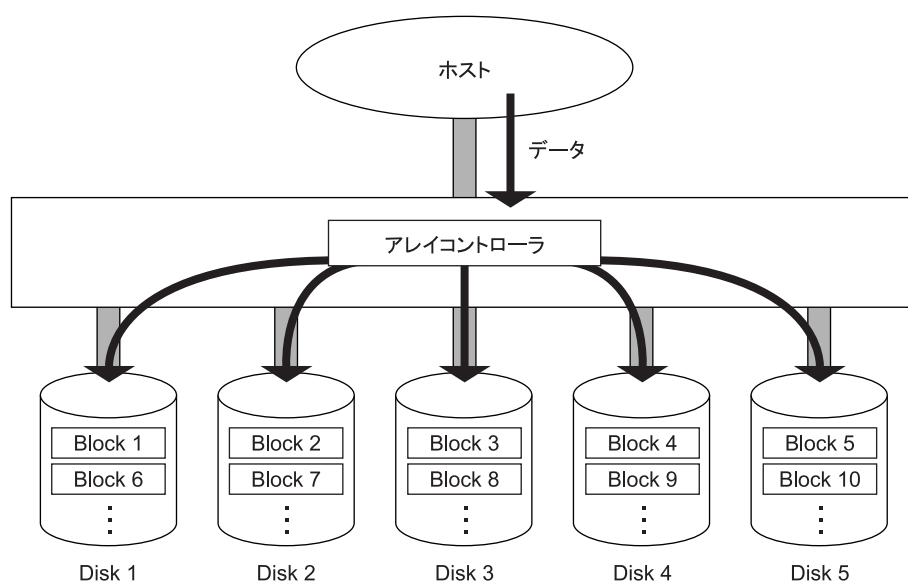 ホスト
データ
アレイコントローラ
Block 1 Block 2 Block 3 Block 4 Block 5
Block 6 Block 7 Block 8 Block 9 Block 10
Disk 1 Disk 2 Disk 3 Disk 4 Disk 5